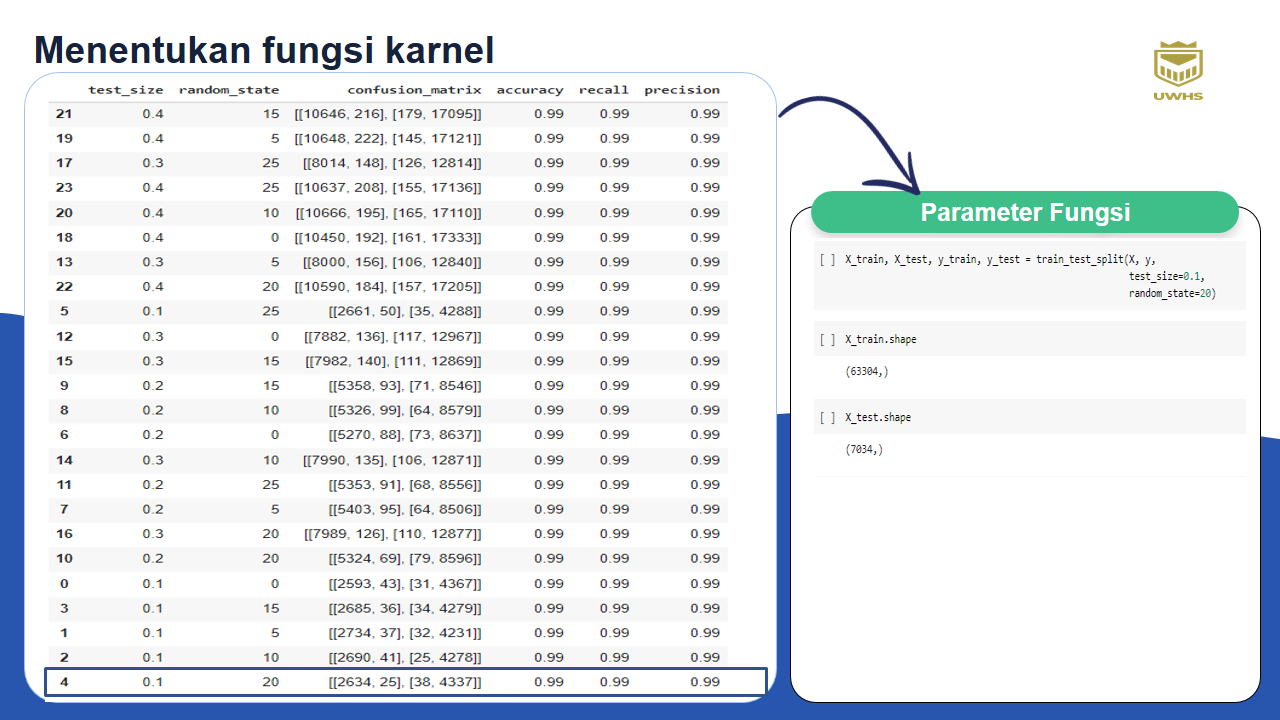 Menentukan fungsi karnel
UWHS
test_size random_state confusion_matrix accuracy recall precision
21 0.4 15 [[10646, 216], [179, 17095]] 0.99 0.99 0.99
19 0.4 5 [[10648, 222], [145, 17121]] 0.99 0.99 0.99
17 0.3 25 [[8014, 148], [126, 12814]] 0.99 0.99 0.99
23 0.4 25 [[10637, 208], [155, 17136]] 0.99 0.99 0.99
20 0.4 10 [[10666, 195], [165, 17110]] 0.99 0.99 0.99
18 0.4 0 [[10450, 192], [161, 17333]] 0.99 0.99 0.99
13 0.3 5 [[8000, 156], [106, 12840]] 0.99 0.99 0.99
22 0.4 20 [[10590, 184], [157, 17205]] 0.99 0.99 0.99
5 0.1 25 [[2661, 50], [35, 4288]] 0.99 0.99 0.99
12 0.3 0 [[7882, 136], [117, 12967]] 0.99 0.99 0.99
15 0.3 15 [[7982, 140], [111, 12869]] 0.99 0.99 0.99
9 0.2 15 [[5358, 93], [71, 8546]] 0.99 0.99 0.99
8 0.2 10 [[5326, 99], [64, 8579]] 0.99 0.99 0.99
6 0.2 0 [[5270, 88], [73, 8637]] 0.99 0.99 0.99
14 0.3 10 [[7990, 135], [106, 12871]] 0.99 0.99 0.99
11 0.2 25 [[5353, 91], [68, 8556]] 0.99 0.99 0.99
7 0.2 5 [[5403, 95], [64, 8506]] 0.99 0.99 0.99
16 0.3 20 [[7989, 126], [110, 12877]] 0.99 0.99 0.99
10 0.2 20 [[5324, 69], [79, 8596]] 0.99 0.99 0.99
0 0.1 0 [[2593, 43], [31, 4367]] 0.99 0.99 0.99
3 0.1 15 [[2685, 36], [34, 4279]] 0.99 0.99 0.99
1 0.1 5 [[2734, 37], [32, 4231]] 0.99 0.99 0.99
2 0.1 10 [[2690, 41], [25, 4278]] 0.99 0.99 0.99
4 0.1 20 [[2634, 25], [38, 4337]] 0.99 0.99 0.99
Parameter Fungsi
[ ] X_train, X_test, y_train, y_test = train_test_split(X, y,
test_size=0.1,
random_state=20)
[ ] X_train.shape
(63304,)
[ ] X_test.shape
(7034,)